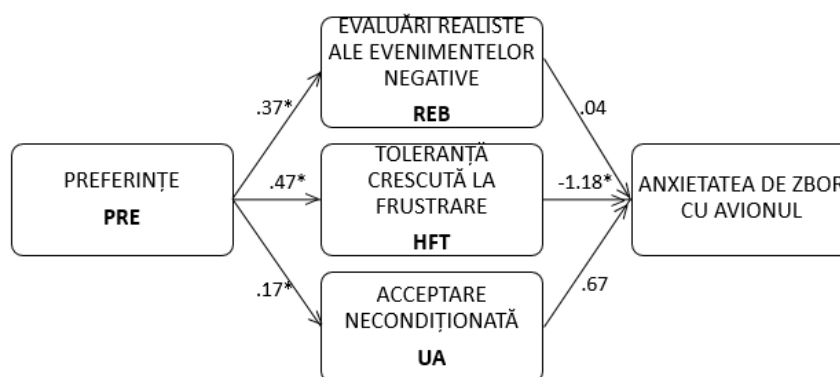 EVALUĂRI REALISTE
ALE EVENIMENTELOR
NEGATIVE
REB
.37*
.04
PREFERINȚE
PRE
.47*
TOLERANȚĂ
CRESCUTĂ LA
FRUSTRARE
HFT
-1.18*
ANXIETATEA DE ZBOR
CU AVIONUL
.17*
ACCEPTARE
NECONDIȚIONATĂ
UA
.67